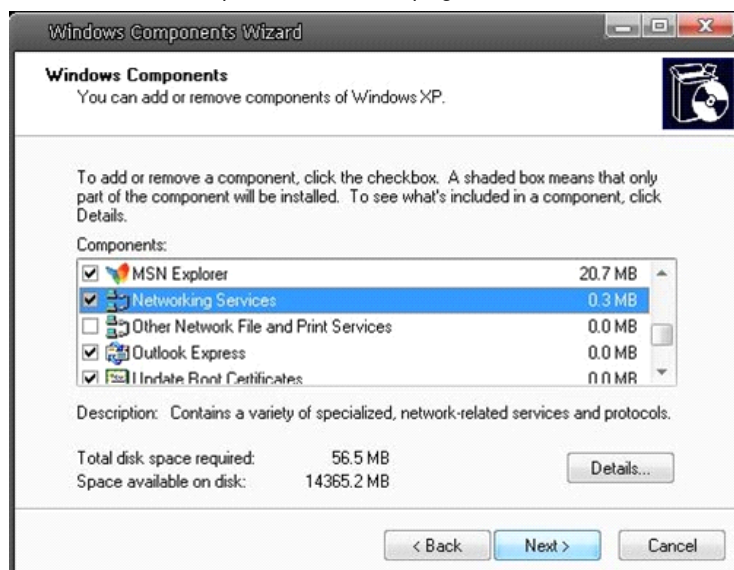 Windows Components Wizard
Windows Components
You can add or remove components of Windows XP.
To add or remove a component, click the checkbox. A shaded box means that only
part of the component will be installed. To see what's included in a component, click
Details.
Components:
MSN Explorer 20.7 MB
Networking Services 0.3 MB
Other Network File and Print Services 0.0 MB
Outlook Express 0.0 MB
Update Root Certificates 0.0 MB
Description: Contains a variety of specialized, network-related services and protocols.
Total disk space required: 56.5 MB
Space available on disk: 14365.2 MB
Details...
< Back Next > Cancel